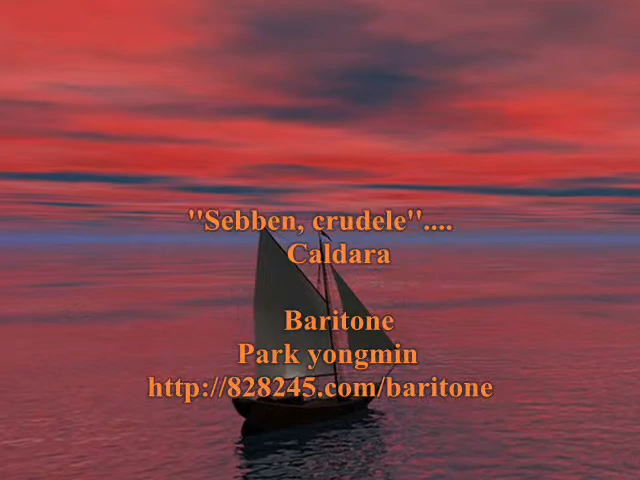 "Sebben, crudele"....
Caldara
Baritone
Park yongmin
http://828245.com/baritone